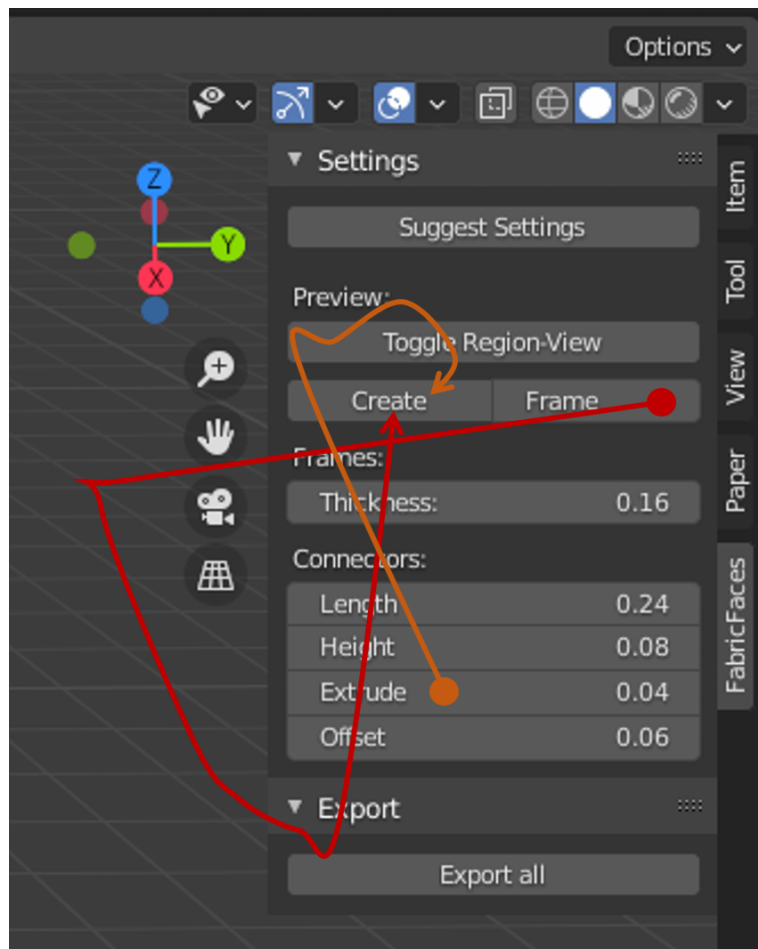 Options
Z
Y
X
Settings
Suggest Settings
Preview:
Toggle Region-View
Create Frame
Frames:
Thickness: 0.16
Connectors:
Length 0.24
Height 0.08
Extrude 0.04
Offset 0.06
Export
Export all
Item
Tool
View
Paper
FabricFaces